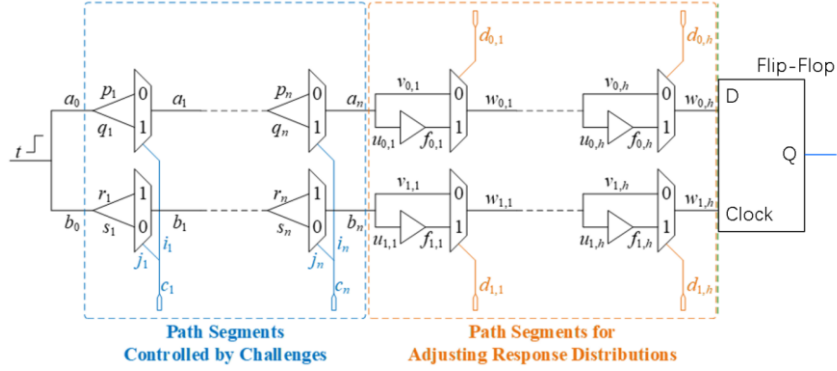 d0,1 d0,h Flip-Flop
a0 p1 0 a1 pn 0 an v0,1 0 w0,1 v0,h 0 w0,h D
q1 1 qn 1 u0,1 f0,1 1 u0,h f0,h 1
t Q
b0 r1 1 b1 rn 1 bn v1,1 0 w1,1 v1,h 0 w1,h Clock
s1 0 i1 sn 0 in u1,1 f1,1 1 u1,h f1,h 1
j1 jn
c1 cn d1,1 d1,h
Path Segments
Controlled by Challenges
Path Segments for
Adjusting Response Distributions